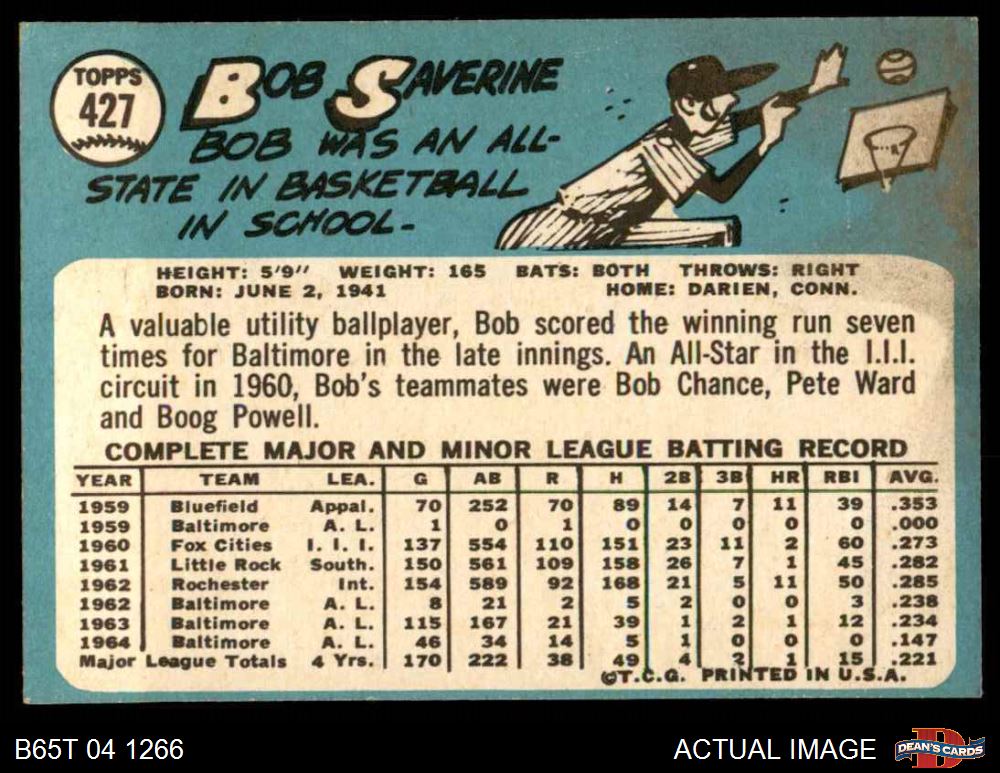 TOPPS
427
BOB SAVERINE
BOB WAS AN ALL-
STATE IN BASKETBALL
IN SCHOOL.
HEIGHT: 5'9" WEIGHT: 165 BATS: BOTH THROWS: RIGHT
BORN: JUNE 2, 1941 HOME: DARIEN, CONN.
A valuable utility ballplayer, Bob scored the winning run seven
times for Baltimore in the late innings. An All-Star in the I.I.I.
circuit in 1960, Bob's teammates were Bob Chance, Pete Ward
and Boog Powell.
COMPLETE MAJOR AND MINOR LEAGUE BATTING RECORD
YEAR TEAM LEA. G AB R H 2B 3B HR RBI AVG.
1959 Bluefield Appal. 70 252 70 89 14 7 11 39 .353
1959 Baltimore A. L. 1 0 1 0 0 0 0 0 .000
1960 Fox Cities I. I. I. 137 554 110 151 23 11 2 60 .273
1961 Little Rock South. 150 561 109 158 26 7 1 45 .282
1962 Rochester Int. 154 589 92 168 21 5 11 50 .285
1962 Baltimore A. L. 8 21 2 5 2 0 0 3 .238
1963 Baltimore A. L. 115 167 21 39 1 2 1 12 .234
1964 Baltimore A. L. 46 34 14 5 1 0 0 0 .147
Major League Totals 4 Yrs. 170 222 38 49 4 2 1 15 .221
©T.C.G. PRINTED IN U.S.A.
B65T 04 1266 ACTUAL IMAGE DEAN'S CARDS